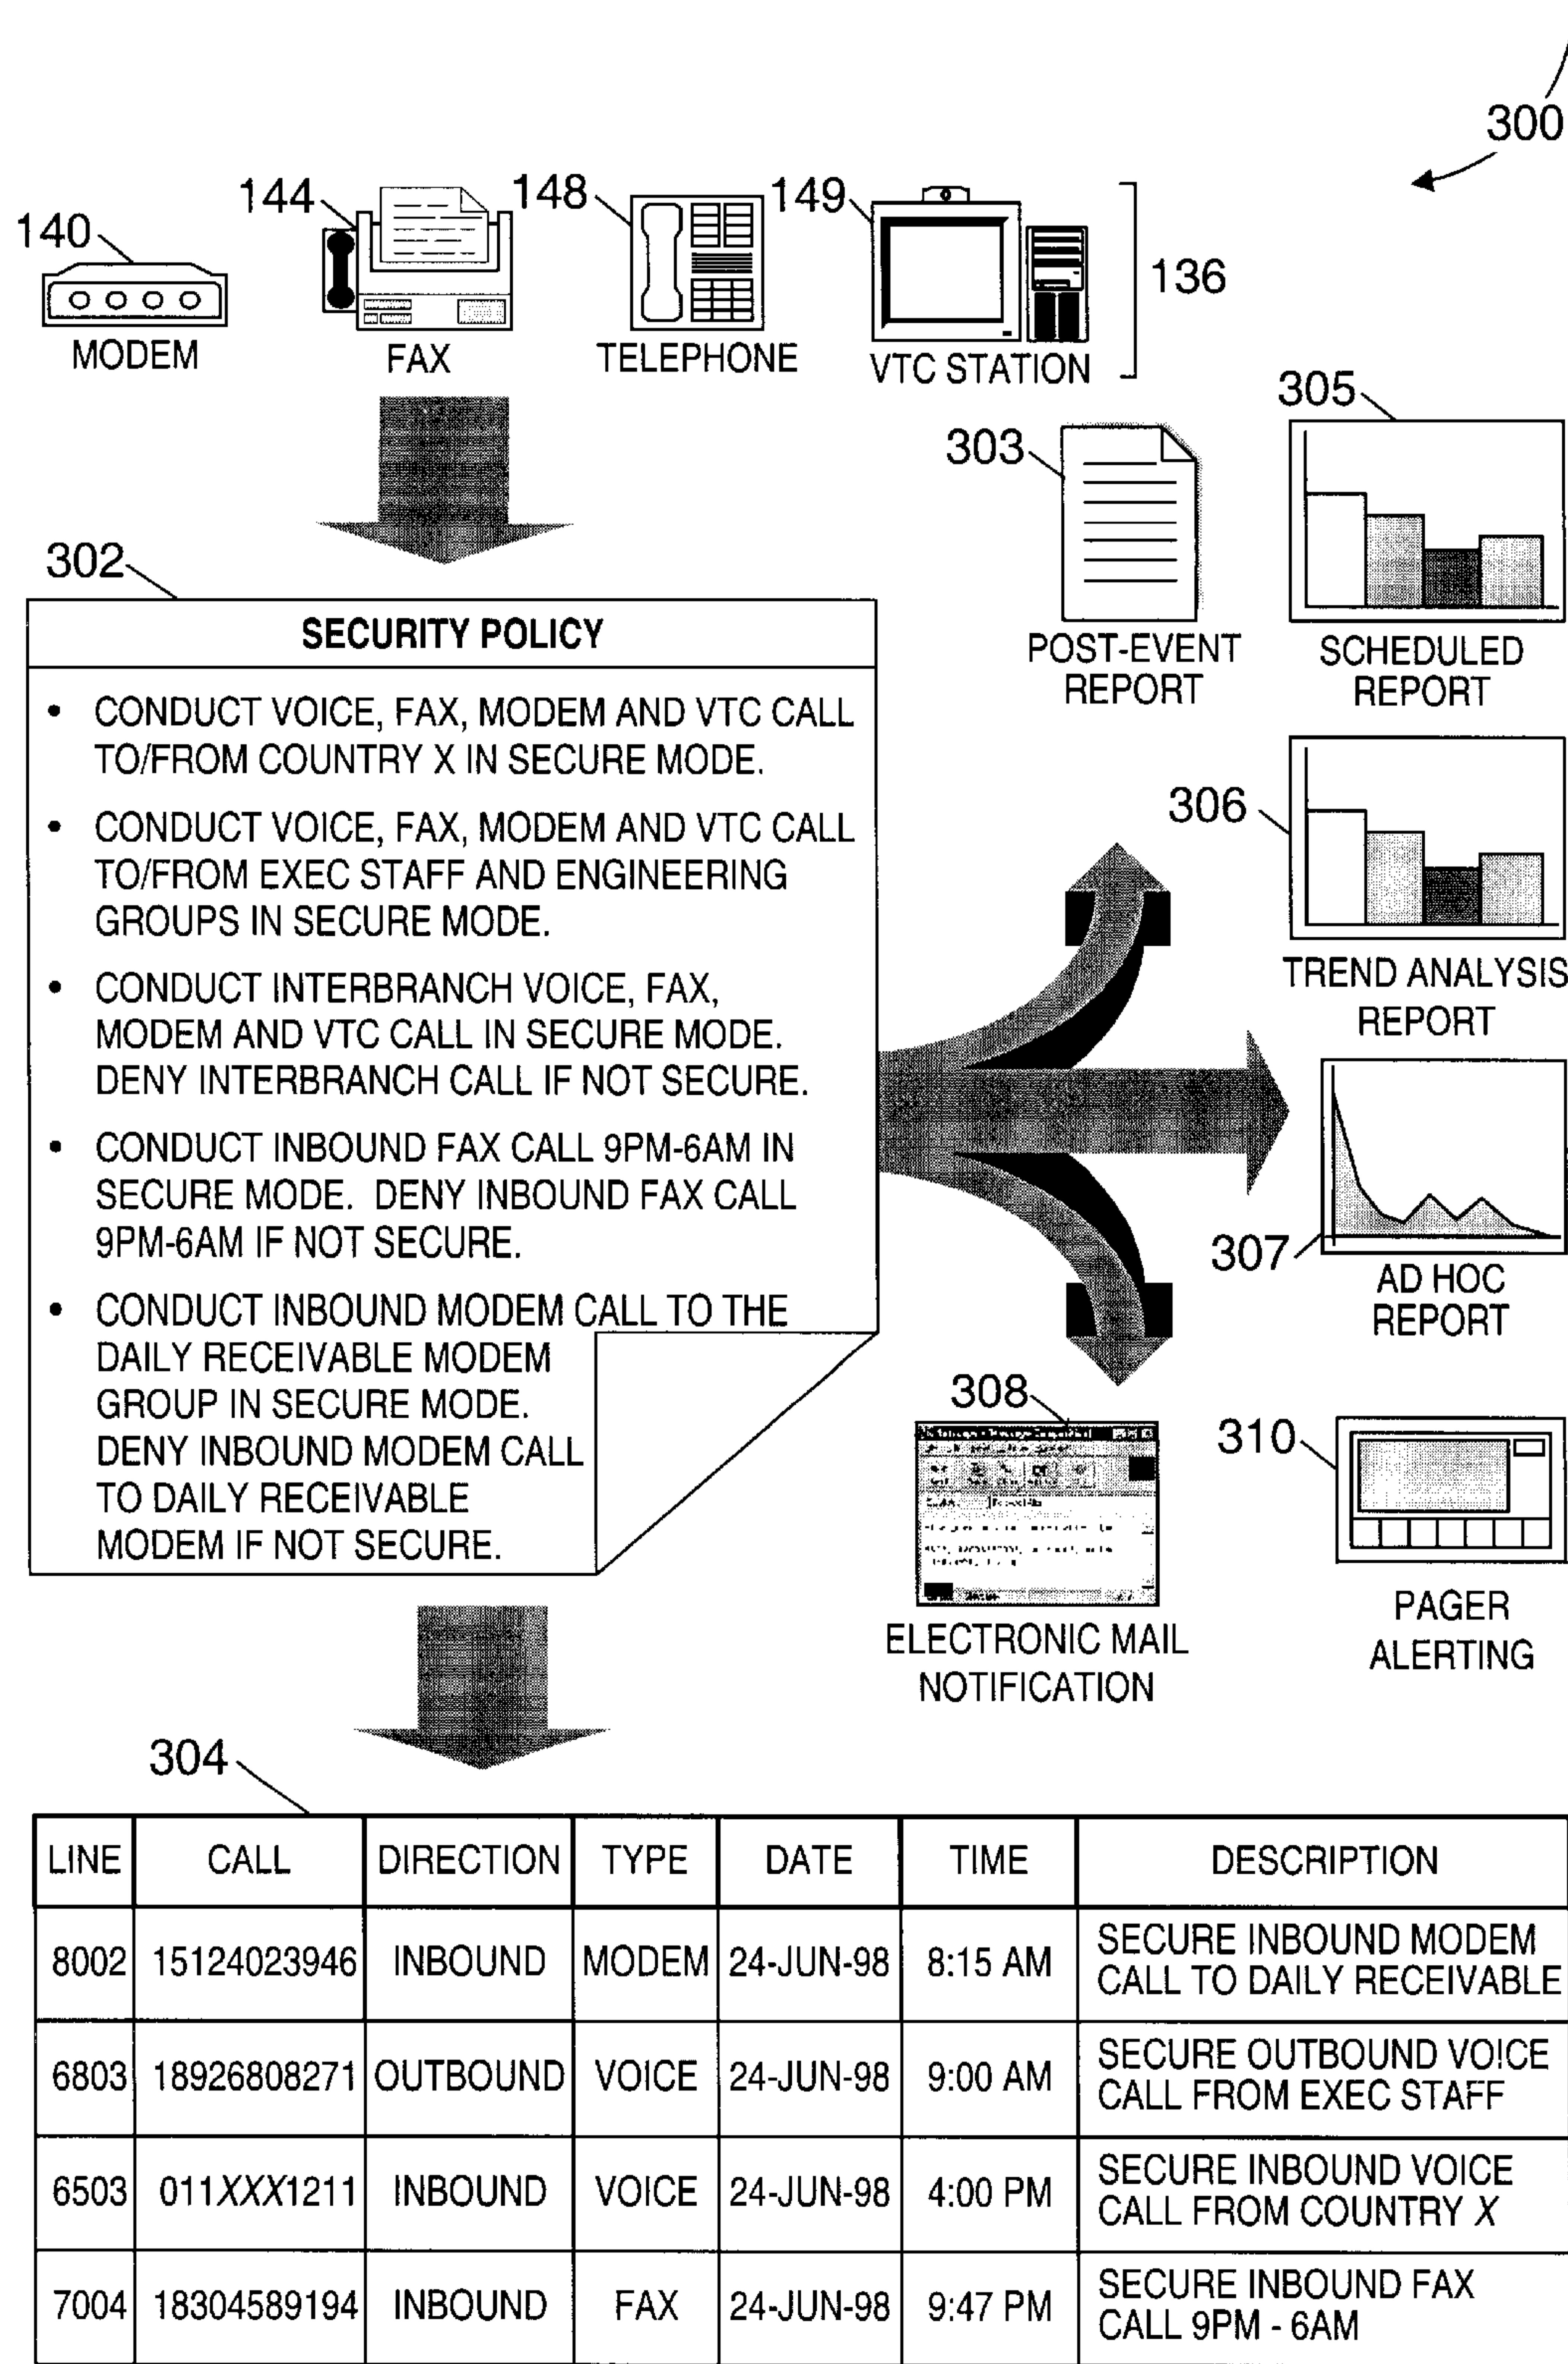 300
140
144
148
149
136
MODEM
FAX
TELEPHONE
VTC STATION
303
305
POST-EVENT
REPORT
SCHEDULED
REPORT
302
SECURITY POLICY
• CONDUCT VOICE, FAX, MODEM AND VTC CALL
TO/FROM COUNTRY X IN SECURE MODE.
• CONDUCT VOICE, FAX, MODEM AND VTC CALL
TO/FROM EXEC STAFF AND ENGINEERING
GROUPS IN SECURE MODE.
• CONDUCT INTERBRANCH VOICE, FAX,
MODEM AND VTC CALL IN SECURE MODE.
DENY INTERBRANCH CALL IF NOT SECURE.
• CONDUCT INBOUND FAX CALL 9PM-6AM IN
SECURE MODE. DENY INBOUND FAX CALL
9PM-6AM IF NOT SECURE.
• CONDUCT INBOUND MODEM CALL TO THE
DAILY RECEIVABLE MODEM
GROUP IN SECURE MODE.
DENY INBOUND MODEM CALL
TO DAILY RECEIVABLE
MODEM IF NOT SECURE.
306
TREND ANALYSIS
REPORT
307
AD HOC
REPORT
308
ELECTRONIC MAIL
NOTIFICATION
310
PAGER
ALERTING
304
LINE CALL DIRECTION TYPE DATE TIME DESCRIPTION
8002 15124023946 INBOUND MODEM 24-JUN-98 8:15 AM SECURE INBOUND MODEM
CALL TO DAILY RECEIVABLE
6803 18926808271 OUTBOUND VOICE 24-JUN-98 9:00 AM SECURE OUTBOUND VOICE
CALL FROM EXEC STAFF
6503 011XXX1211 INBOUND VOICE 24-JUN-98 4:00 PM SECURE INBOUND VOICE
CALL FROM COUNTRY X
7004 18304589194 INBOUND FAX 24-JUN-98 9:47 PM SECURE INBOUND FAX
CALL 9PM - 6AM